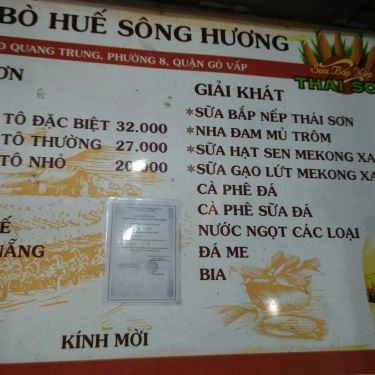 BÒ HUẾ SÔNG HƯƠNG
QUANG TRUNG, PHƯỜNG 8, QUẬN GÒ VẤP
Sữa Bắp Nếp
THÁI SƠ
ƠN
TÔ ĐẶC BIỆT 32.000
TÔ THƯỜNG 27.000
TÔ NHỎ 20.000
Ế
NẴNG
GIẢI KHÁT
*SỮA BẮP NẾP THÁI SƠN
*NHA ĐAM MỦ TRÔM
*SỮA HẠT SEN MEKONG XA
*SỮA GẠO LỨT MEKONG XA
CÀ PHÊ ĐÁ
CÀ PHÊ SỮA ĐÁ
NƯỚC NGỌT CÁC LOẠI
ĐÁ ME
BIA
KÍNH MỜI